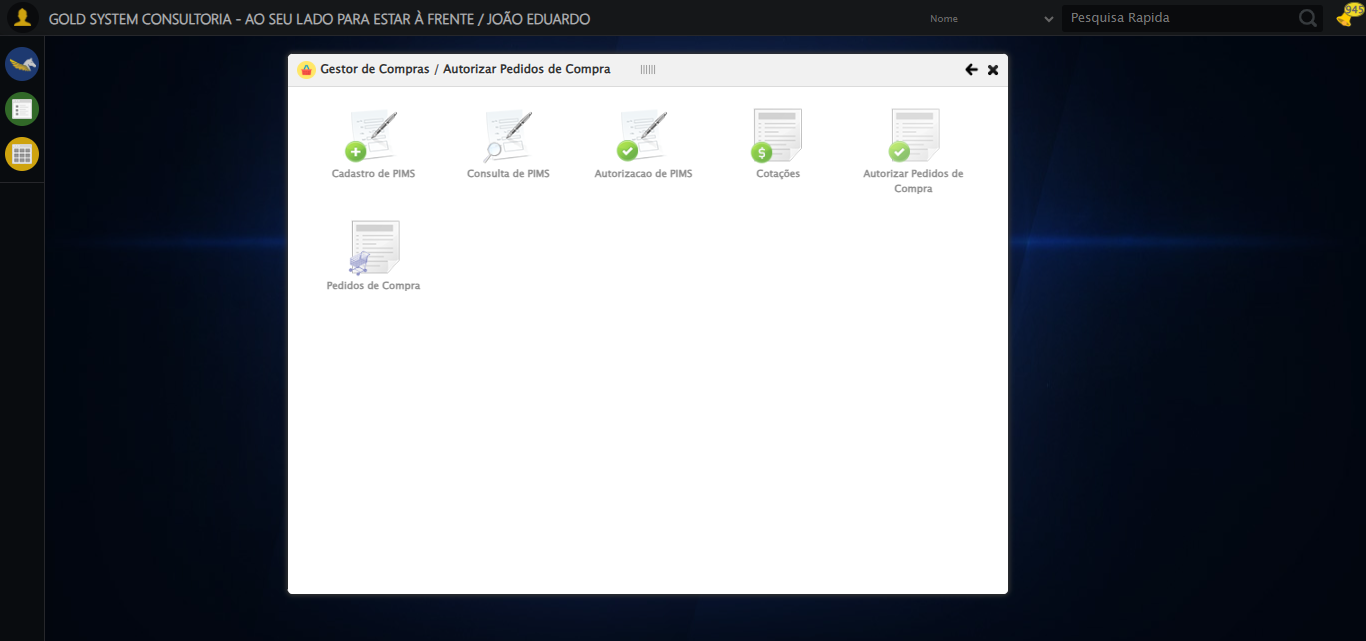 GOLD SYSTEM CONSULTORIA - AO SEU LADO PARA ESTAR À FRENTE / JOÃO EDUARDO
Nome
Pesquisa Rapida
945
Gestor de Compras / Autorizar Pedidos de Compra
Cadastro de PIMS
Consulta de PIMS
Autorizacao de PIMS
Cotações
Autorizar Pedidos de
Compra
Pedidos de Compra